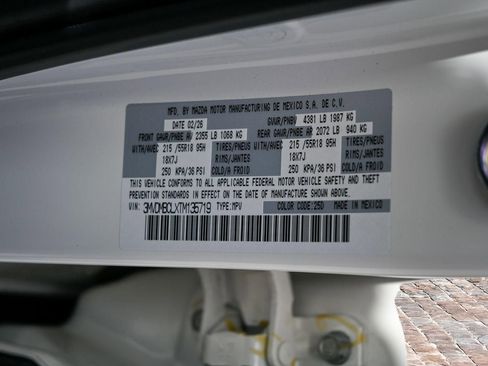 MFD. BY MAZDA MOTOR MANUFACTURING DE MEXICO S.A. DE C.V.
DATE 02/26 GVWR/PNBV 4381 LB 1987 KG
FRONT GAWR/PNBE AV 2355 LB 1068 KG REAR GAWR/PNBE AR 2072 LB 940 KG
WITH/AVEC 215/55R18 95H TIRES/PNEUS WITH/AVEC 215/55R18 95H TIRES/PNEUS
18X7J RIMS/JANTES 18X7J RIMS/JANTES
250 KPA/36 PSI COLD/A FROID 250 KPA/36 PSI COLD/A FROID
THIS VEHICLE CONFORMS TO ALL APPLICABLE FEDERAL MOTOR VEHICLE SAFETY AND THEFT
PREVENTION STANDARDS IN EFFECT ON THE DATE OF MANUFACTURE SHOWN ABOVE.
VIN: TYPE:MPV COLOR CODE:25D MADE IN MEXICO